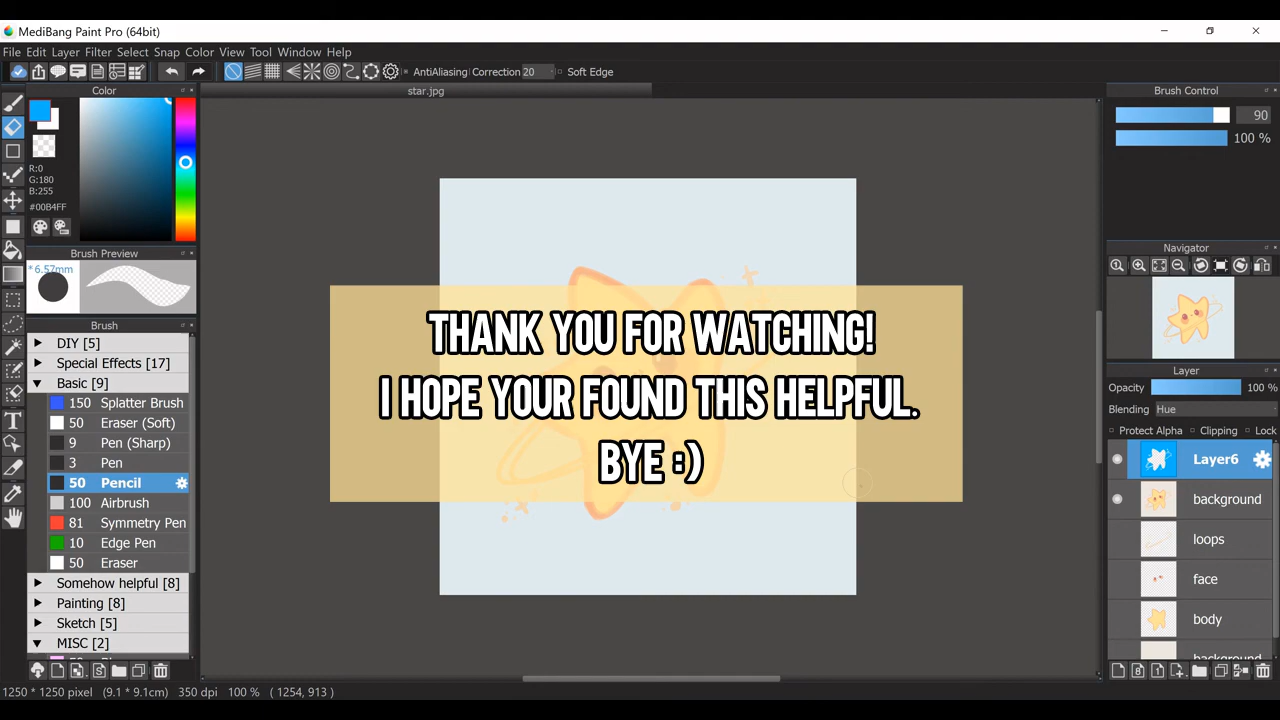 MediBang Paint Pro (64bit)
File Edit Layer Filter Select Snap Color View Tool Window Help
AntiAliasing Correction 20 Soft Edge
Color
star.jpg
Brush Control
90
100 %
R:0
G:180
B:255
#00B4FF
Brush Preview
* 6.57mm
Navigator
Brush
DIY [5]
Special Effects [17]
Basic [9]
150 Splatter Brush
50 Eraser (Soft)
9 Pen (Sharp)
3 Pen
50 Pencil
100 Airbrush
81 Symmetry Pen
10 Edge Pen
50 Eraser
Somehow helpful [8]
Painting [8]
Sketch [5]
MISC [2]
THANK YOU FOR WATCHING!
I HOPE YOUR FOUND THIS HELPFUL.
BYE :)
Layer
Opacity 100 %
Blending Hue
Protect Alpha Clipping Lock
Layer6
background
loops
face
body
background
1250 * 1250 pixel (9.1 * 9.1cm) 350 dpi 100 % ( 1254, 913 )